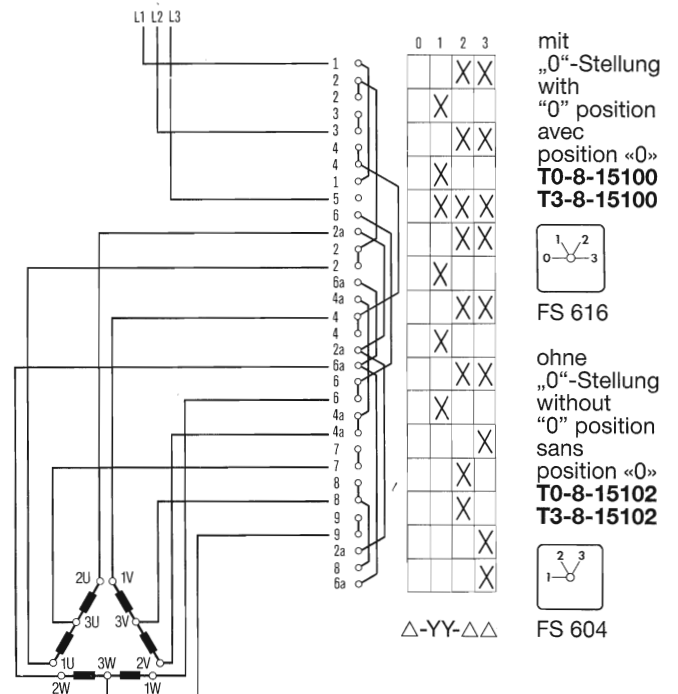 L1 L2 L3
0 1 2 3
1
2
2
3
3
4
4
1
5
6
2a
2
2
6a
4a
4
4
2a
6a
6
6
4a
4a
7
7
8
8
9
9
2a
8
6a
X X
X
X X
X
X X X
X X
X
X X
X
X X
X
X
X
X
X
X
△-YY-△△
2U 1V
3U 3V
1U 3W 2V
2W 1W
mit
„0“-Stellung
with
“0” position
avec
position «0»
T0-8-15100
T3-8-15100
1 2
0 3
FS 616
ohne
„0“-Stellung
without
“0” position
sans
position «0»
T0-8-15102
T3-8-15102
2 3
1
FS 604